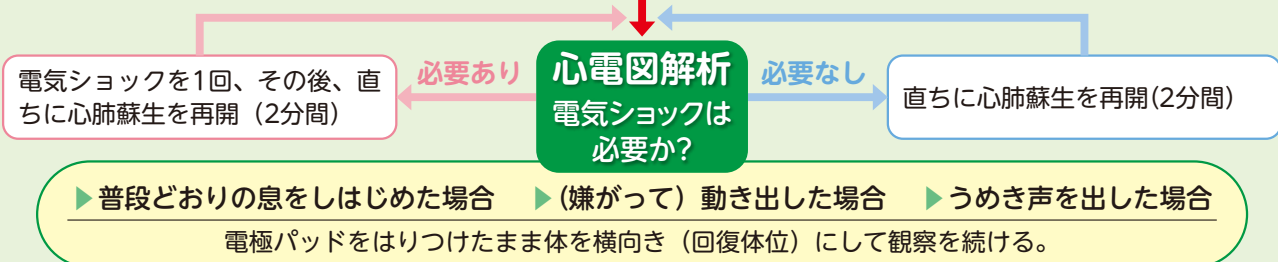 電気ショックを1回、その後、直
ちに心肺蘇生を再開（2分間）
必要あり
心電図解析
電気ショックは
必要か?
必要なし
直ちに心肺蘇生を再開(2分間)
▶普段どおりの息をしはじめた場合 ▶(嫌がって）動き出した場合 ▶うめき声を出した場合
電極パッドをはりつけたまま体を横向き（回復体位）にして観察を続ける。